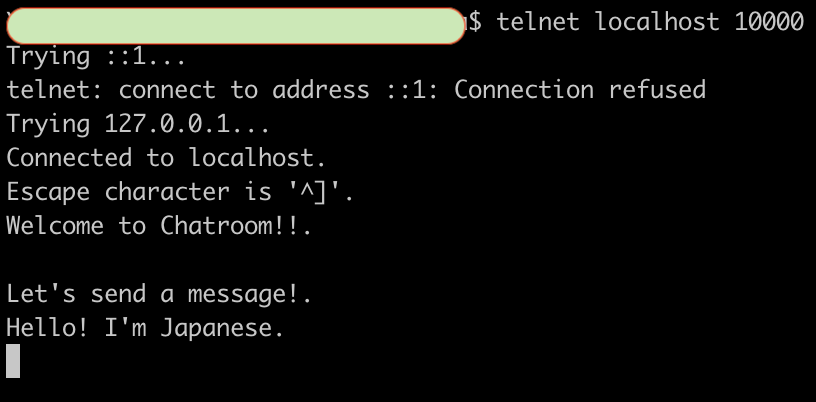 $ telnet localhost 10000
Trying ::1...
telnet: connect to address ::1: Connection refused
Trying 127.0.0.1...
Connected to localhost.
Escape character is '^]'.
Welcome to Chatroom!!.
Let's send a message!.
Hello! I'm Japanese.